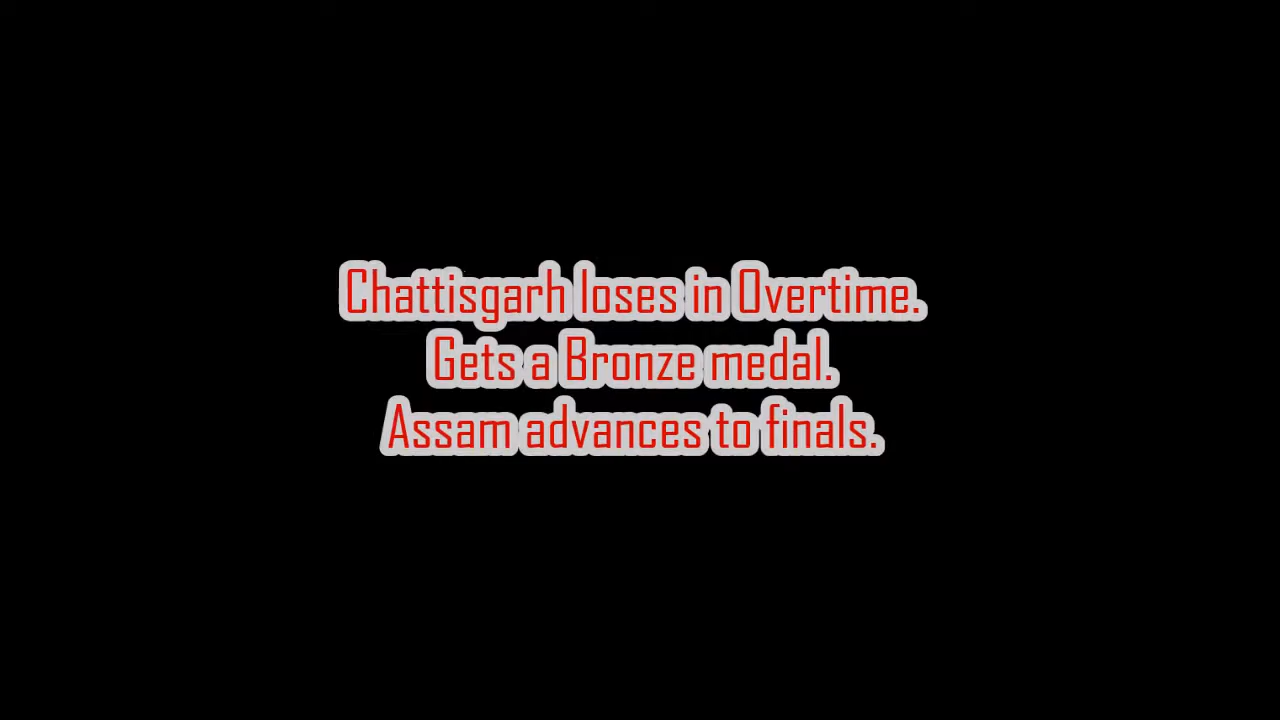 Chattisgarh loses in Overtime.
Gets a Bronze medal.
Assam advances to finals.